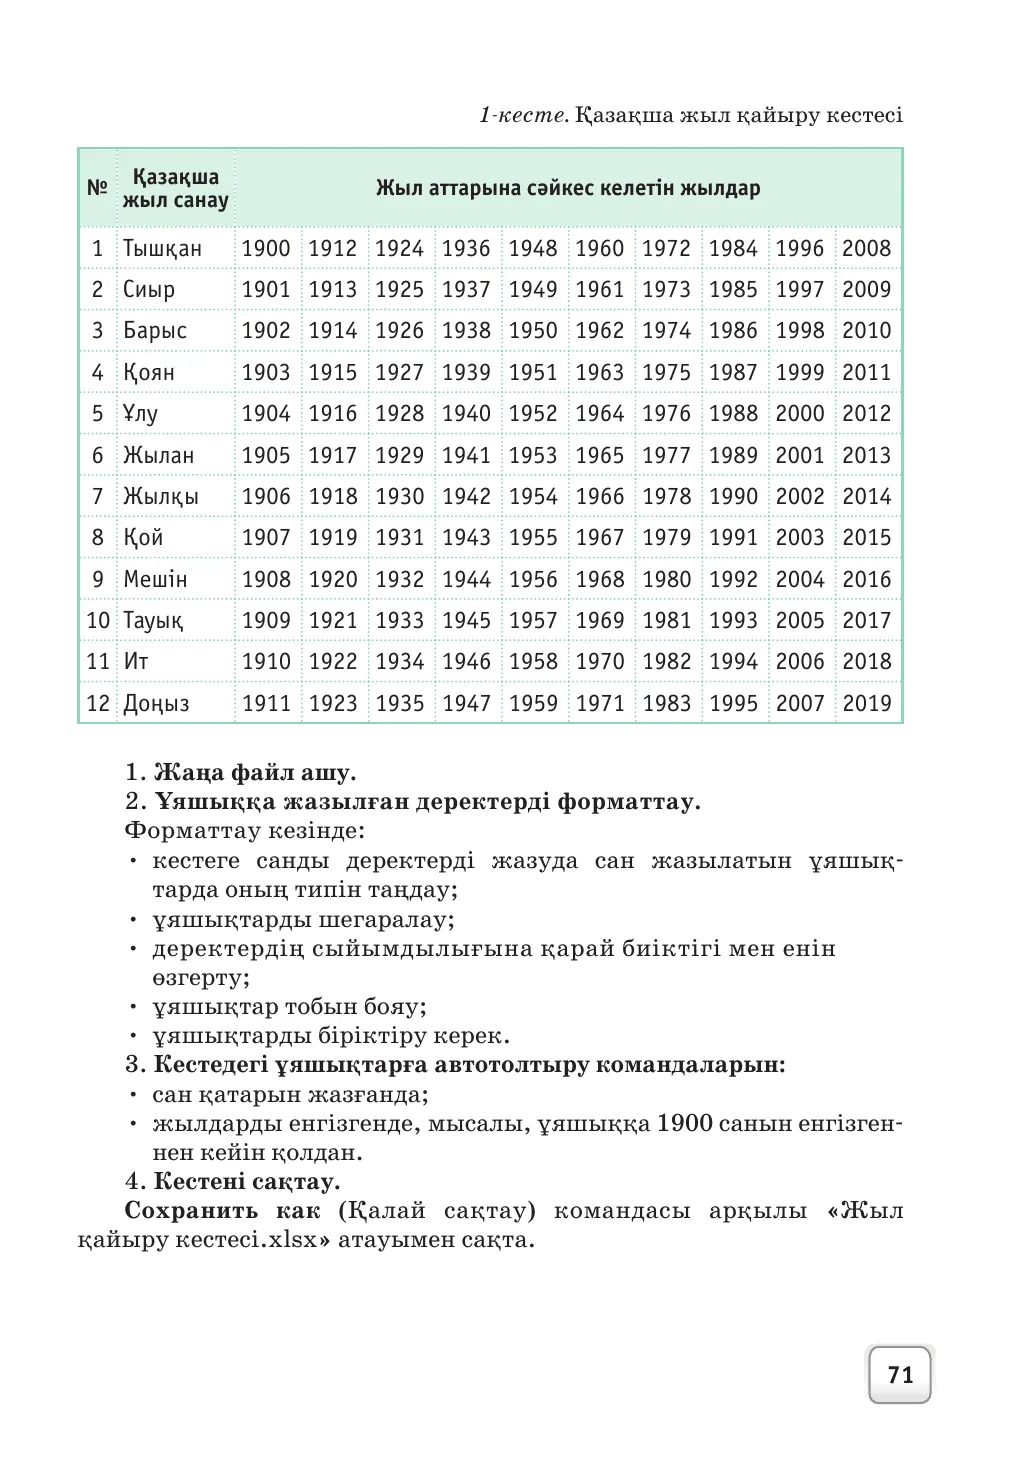 1-кесте. Қазақша жыл қайыру кестесі
№ Қазақша жыл санау Жыл аттарына сәйкес келетін жылдар
1 Тышқан 1900 1912 1924 1936 1948 1960 1972 1984 1996 2008
2 Сиыр 1901 1913 1925 1937 1949 1961 1973 1985 1997 2009
3 Барыс 1902 1914 1926 1938 1950 1962 1974 1986 1998 2010
4 Қоян 1903 1915 1927 1939 1951 1963 1975 1987 1999 2011
5 Ұлу 1904 1916 1928 1940 1952 1964 1976 1988 2000 2012
6 Жылан 1905 1917 1929 1941 1953 1965 1977 1989 2001 2013
7 Жылқы 1906 1918 1930 1942 1954 1966 1978 1990 2002 2014
8 Қой 1907 1919 1931 1943 1955 1967 1979 1991 2003 2015
9 Мешін 1908 1920 1932 1944 1956 1968 1980 1992 2004 2016
10 Тауық 1909 1921 1933 1945 1957 1969 1981 1993 2005 2017
11 Ит 1910 1922 1934 1946 1958 1970 1982 1994 2006 2018
12 Доңыз 1911 1923 1935 1947 1959 1971 1983 1995 2007 2019
1. Жаңа файл ашу.
2. Ұяшыққа жазылған деректерді форматтау.
Форматтау кезінде:
• кестеге санды деректерді жазуда сан жазылатын ұяшық-
тарда оның типін таңдау;
• ұяшықтарды шегаралау;
• деректердің сыйымдылығына қарай биіктігі мен енін
өзгерту;
• ұяшықтар тобын бояу;
• ұяшықтарды біріктіру керек.
3. Кестедегі ұяшықтарға автотолтыру командаларын:
• сан қатарын жазғанда;
• жылдарды енгізгенде, мысалы, ұяшыққа 1900 санын енгізген-
нен кейін қолдан.
4. Кестені сақтау.
Сохранить как (Қалай сақтау) командасы арқылы «Жыл
қайыру кестесі.xlsx» атауымен сақта.
71